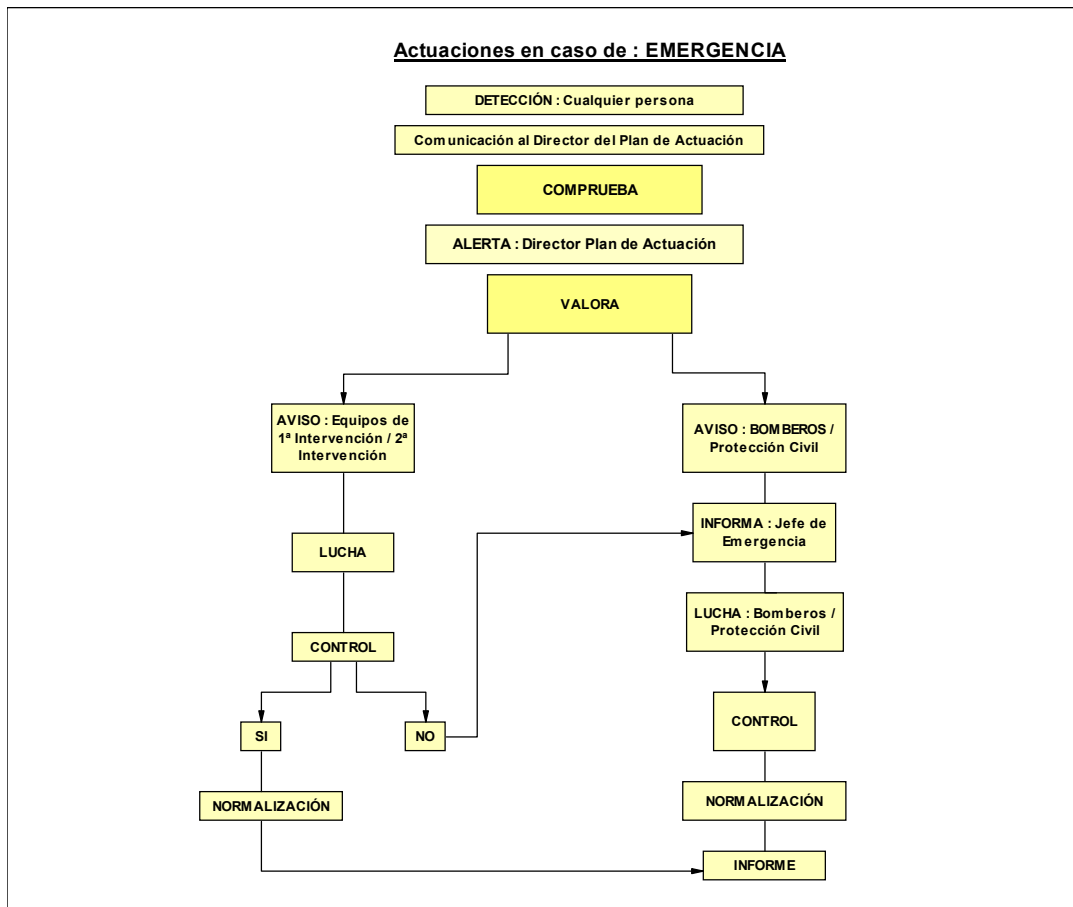 Actuaciones en caso de : EMERGENCIA
DETECCIÓN : Cualquier persona
Comunicación al Director del Plan de Actuación
COMPRUEBA
ALERTA : Director Plan de Actuación
VALORA
AVISO : Equipos de
1ª Intervención / 2ª
Intervención
AVISO : BOMBEROS /
Protección Civil
INFORMA : Jefe de
Emergencia
LUCHA
LUCHA : Bomberos /
Protección Civil
CONTROL
SI
NO
CONTROL
NORMALIZACIÓN
NORMALIZACIÓN
INFORME